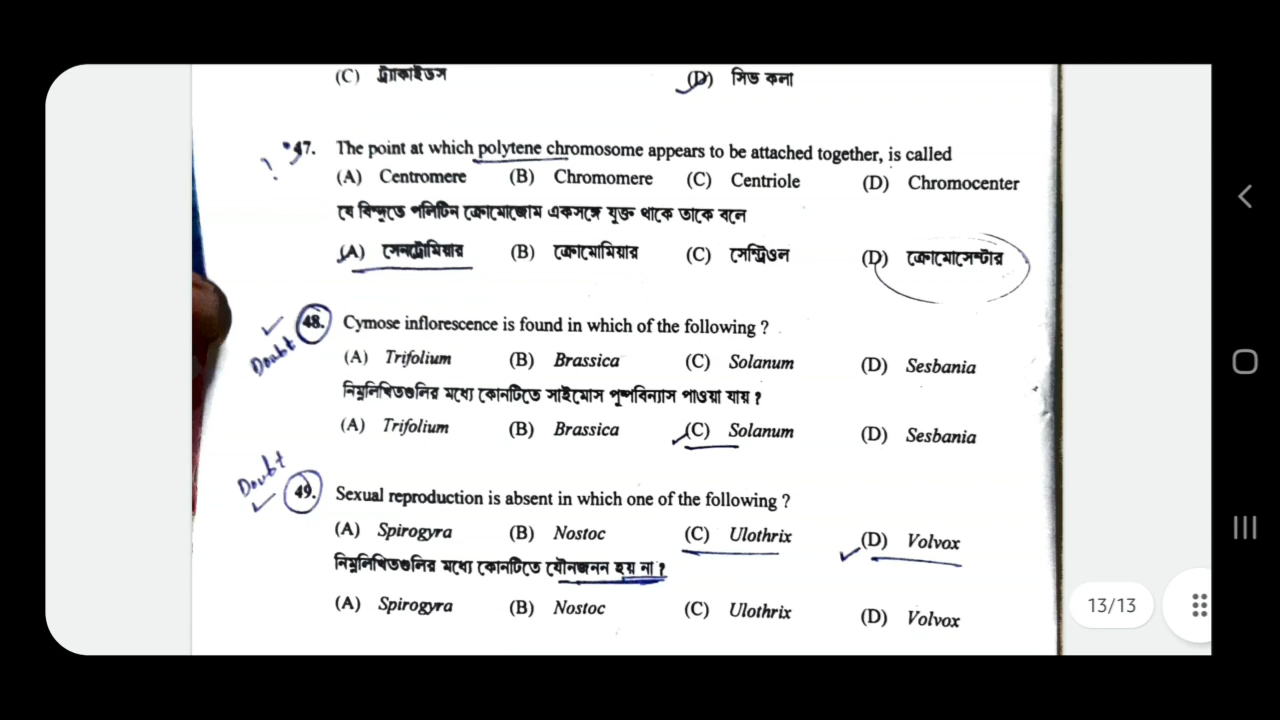 (C) ট্র্যাকাইডস (D) সিভ কলা
47. The point at which polytene chromosome appears to be attached together, is called
(A) Centromere (B) Chromomere (C) Centriole (D) Chromocenter
যে বিন্দুতে পলিটিন ক্রোমোজোম একসঙ্গে যুক্ত থাকে তাকে বলে
(A) সেনট্রোমিয়ার (B) ক্রোমোমিয়ার (C) সেন্ট্রিওল (D) ক্রোমোসেন্টার
48. Cymose inflorescence is found in which of the following ?
Doubt
(A) Trifolium (B) Brassica (C) Solanum (D) Sesbania
নিম্নলিখিতগুলির মধ্যে কোনটিতে সাইমোস পুষ্পবিন্যাস পাওয়া যায় ?
(A) Trifolium (B) Brassica (C) Solanum (D) Sesbania
Doubt
49. Sexual reproduction is absent in which one of the following ?
(A) Spirogyra (B) Nostoc (C) Ulothrix (D) Volvox
নিম্নলিখিতগুলির মধ্যে কোনটিতে যৌনজনন হয় না ?
(A) Spirogyra (B) Nostoc (C) Ulothrix (D) Volvox
13/13